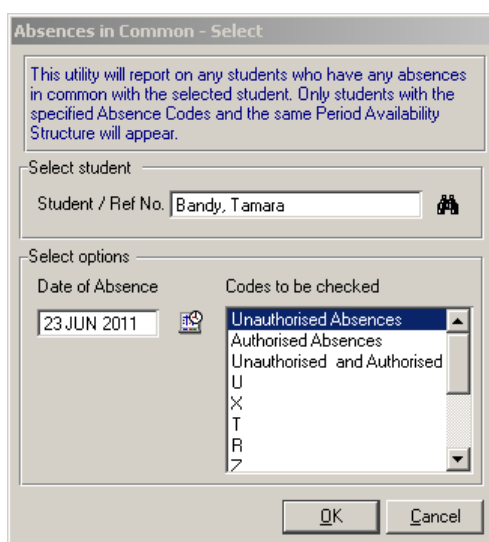 Absences in Common - Select
This utility will report on any students who have any absences
in common with the selected student. Only students with the
specified Absence Codes and the same Period Availability
Structure will appear.
Select student
Student / Ref No. Bandy, Tamara
Select options
Date of Absence Codes to be checked
23 JUN 2011
Unauthorised Absences
Authorised Absences
Unauthorised and Authorised
U
X
T
R
Z
OK Cancel